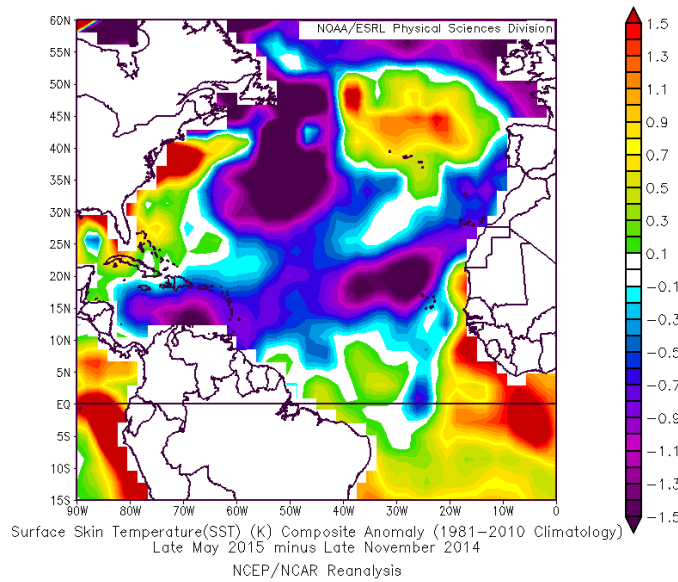 NOAA/ESRL Physical Sciences Division
60N
55N
50N
45N
40N
35N
30N
25N
20N
15N
10N
5N
EQ
5S
10S
15S
90W 80W 70W 60W 50W 40W 30W 20W 10W 0
1.5
1.3
1.1
0.9
0.7
0.5
0.3
0.1
-0.1
-0.3
-0.5
-0.7
-0.9
-1.1
-1.3
-1.5
Surface Skin Temperature(SST) (K) Composite Anomaly (1981-2010 Climatology)
Late May 2015 minus Late November 2014
NCEP/NCAR Reanalysis